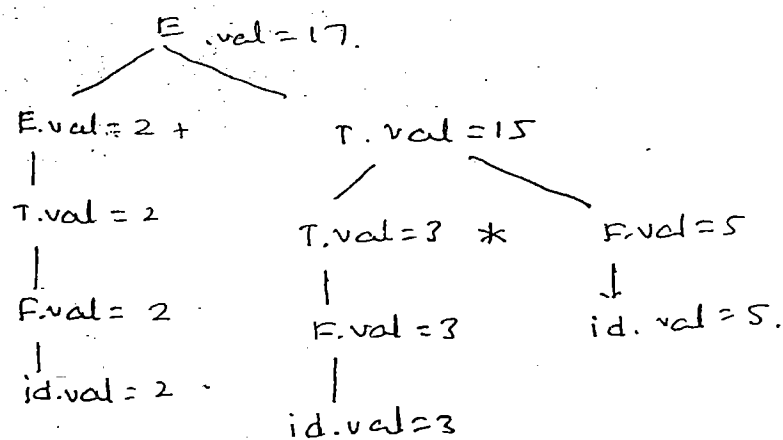 E .val = 17.
E.val = 2 + T.val = 15
T.val = 2 T.val = 3 * F.val = 5
F.val = 2 F.val = 3 id.val = 5.
id.val = 2
id.val = 3